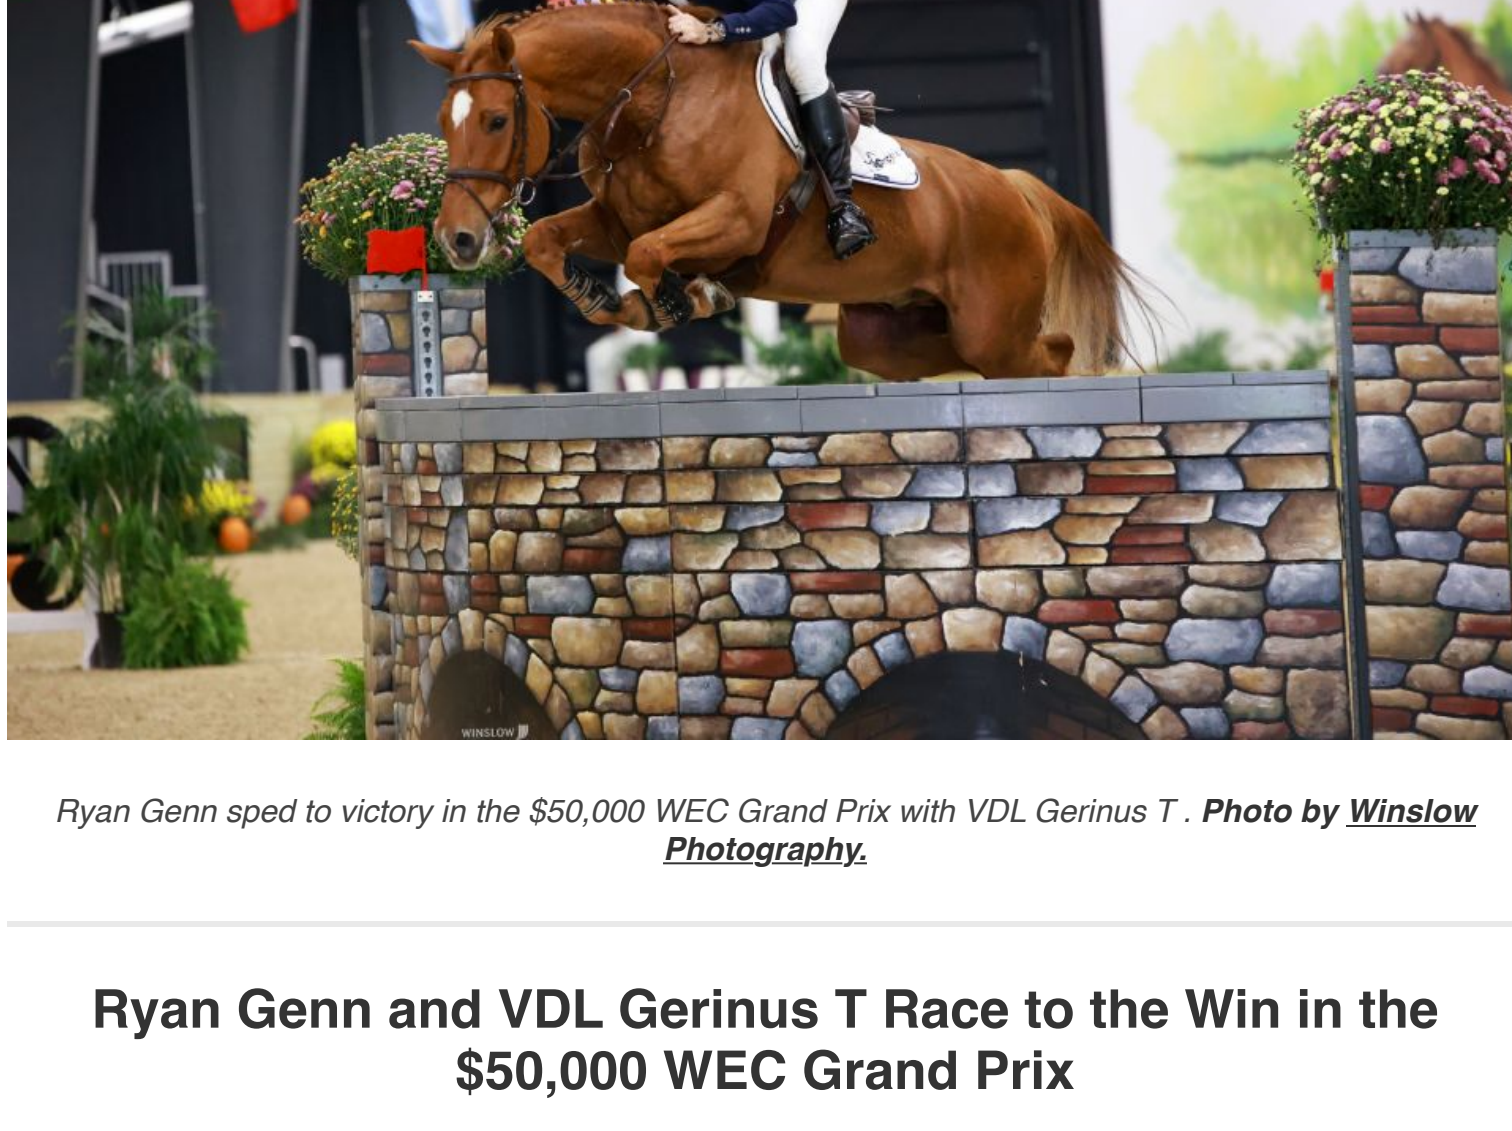 WINSLOW
Ryan Genn sped to victory in the $50,000 WEC Grand Prix with VDL Gerinus T . Photo by Winslow
Photography.
Ryan Genn and VDL Gerinus T Race to the Win in the
$50,000 WEC Grand Prix